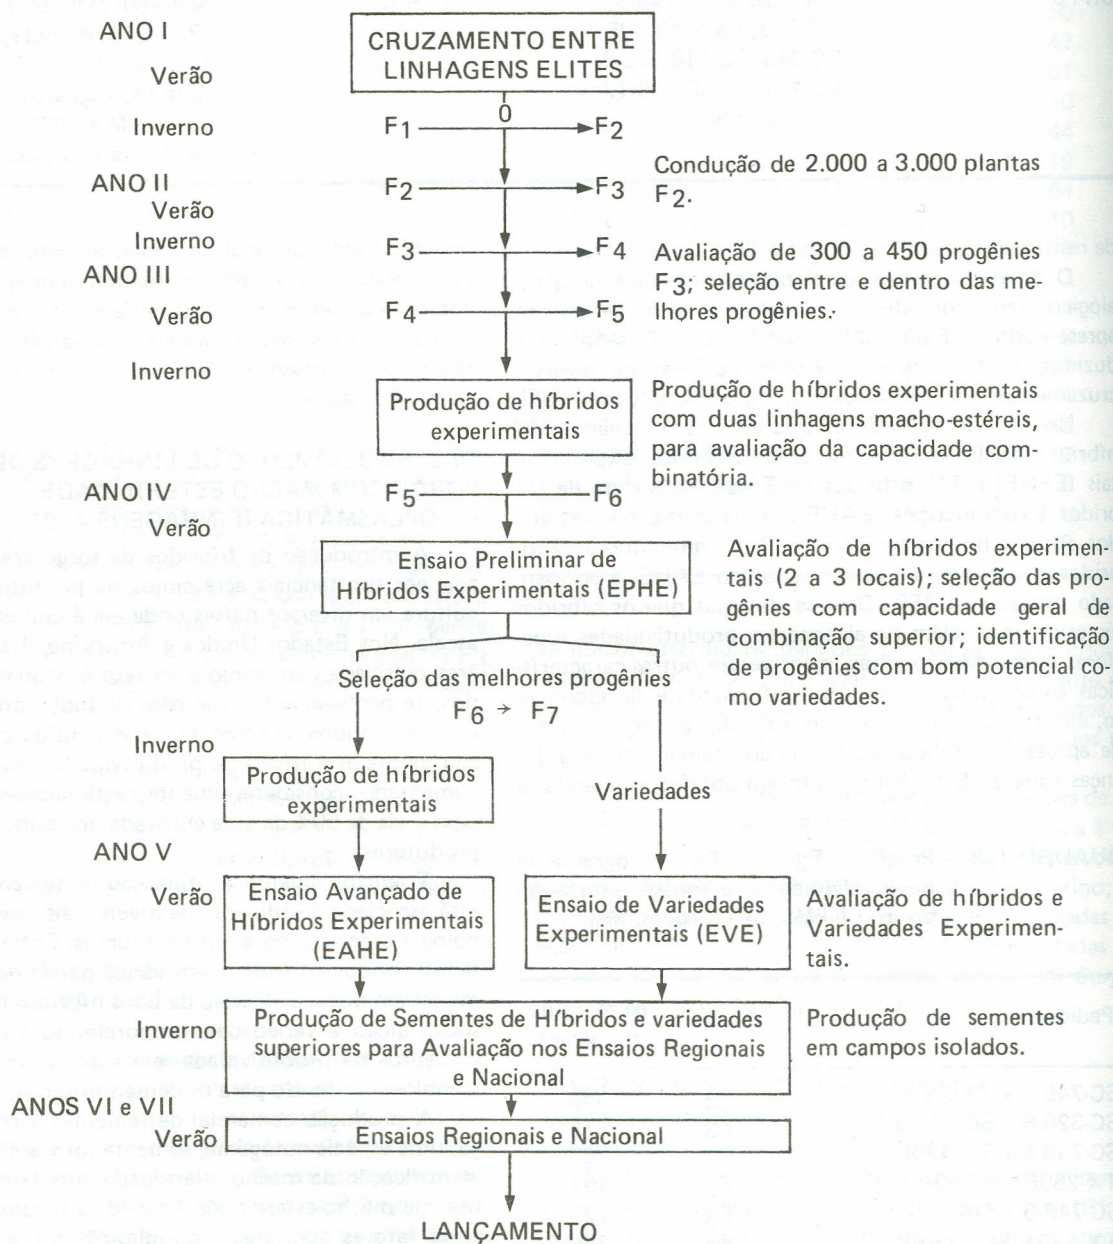 ANO I
CRUZAMENTO ENTRE
LINHAGENS ELITES
Verão
0
Inverno
F1 F2
ANO II
Condução de 2.000 a 3.000 plantas
F2.
F2 F3
Verão
Inverno
F3 F4
Avaliação de 300 a 450 progênies
F3; seleção entre e dentro das me-
lhores progênies.
ANO III
Verão
F4 F5
Inverno
Produção de híbridos
experimentais
Produção de híbridos experimentais
com duas linhagens macho-estéreis,
para avaliação da capacidade com-
binatória.
ANO IV
F5 F6
Verão
Ensaio Preliminar de
Híbridos Experimentais (EPHE)
Avaliação de híbridos experimen-
tais (2 a 3 locais); seleção das pro-
gênies com capacidade geral de
combinação superior; identificação
de progênies com bom potencial co-
mo variedades.
Seleção das melhores progênies
F6 → F7
Inverno
Produção de híbridos
experimentais
Variedades
ANO V
Verão
Ensaio Avançado de
Híbridos Experimentais
(EAHE)
Ensaio de Variedades
Experimentais (EVE)
Avaliação de híbridos e
Variedades Experimen-
tais.
Inverno
Produção de Sementes de Híbridos e variedades
Superiores para Avaliação nos Ensaios Regionais
e Nacional
Produção de sementes
em campos isolados.
ANOS VI e VII
Verão
Ensaios Regionais e Nacional
LANÇAMENTO